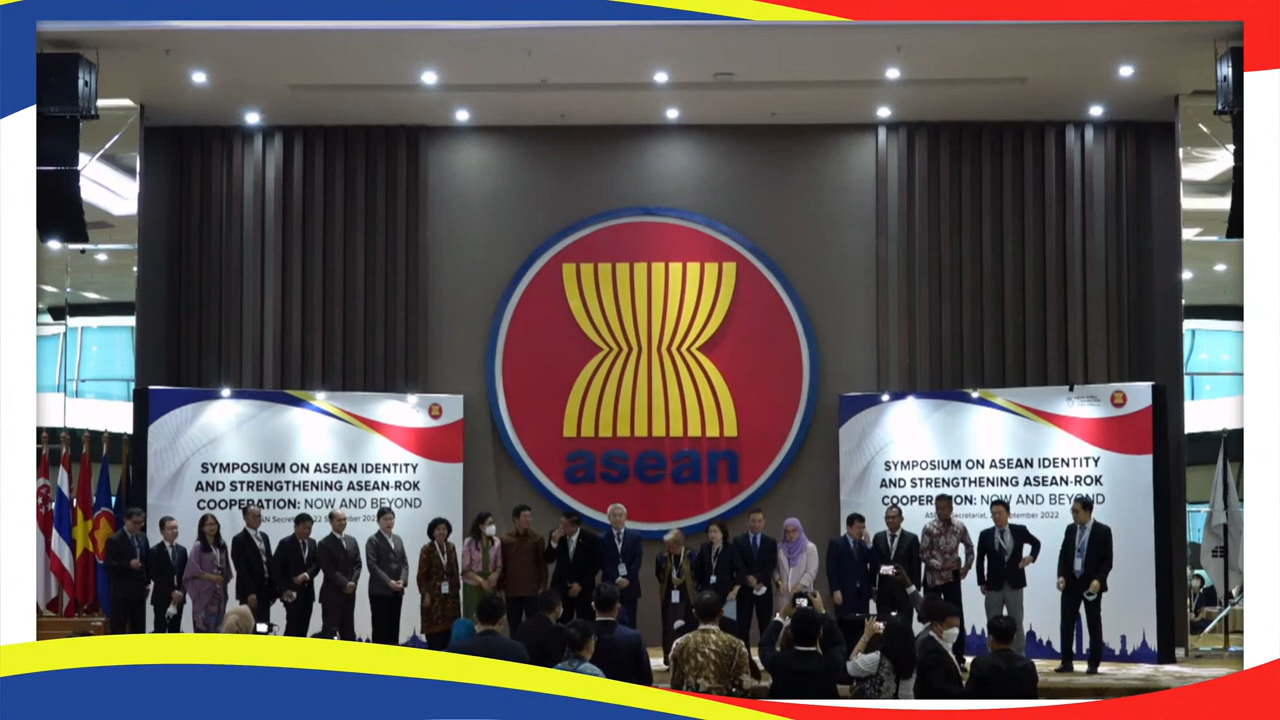 asean
SYMPOSIUM ON ASEAN IDENTITY
AND STRENGTHENING ASEAN-ROK
COOPERATION: NOW AND BEYOND
SYMPOSIUM ON ASEAN IDENTITY
AND STRENGTHENING ASEAN-ROK
COOPERATION: NOW AND BEYOND
2022